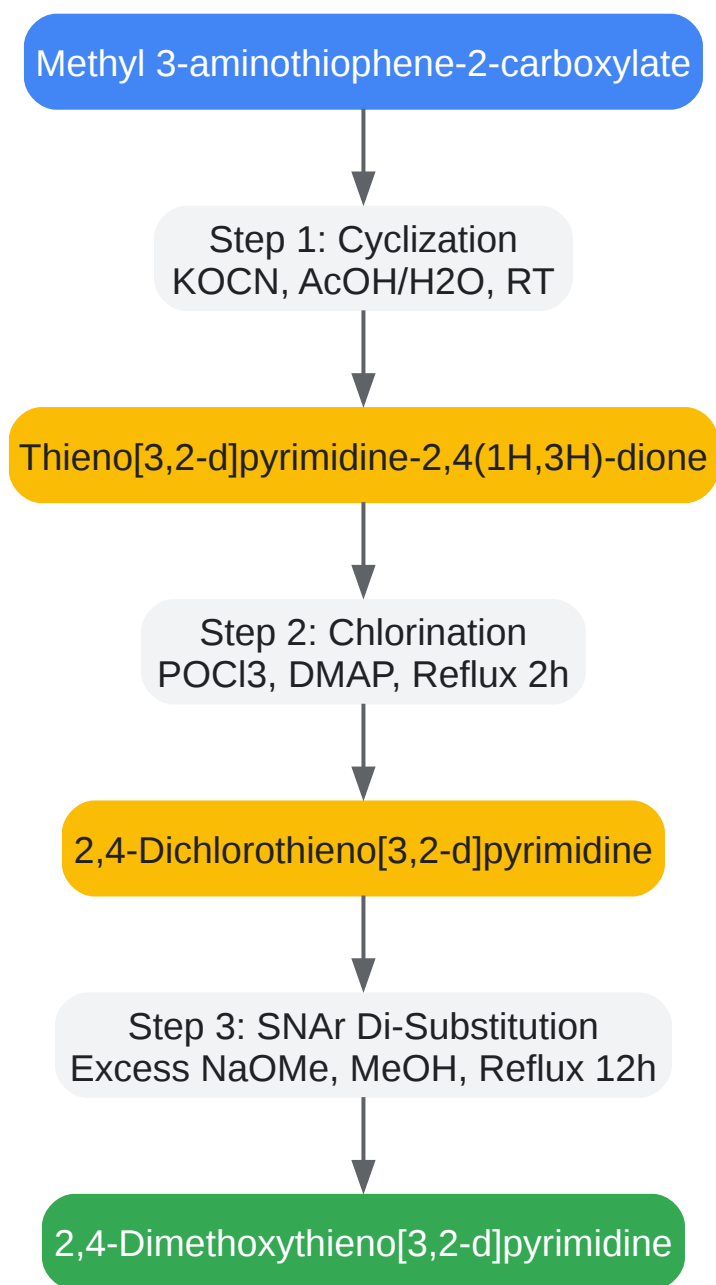 Methyl 3-aminothiophene-2-carboxylate
Step 1: Cyclization
KOCN, AcOH/H2O, RT
Thieno[3,2-d]pyrimidine-2,4(1H,3H)-dione
Step 2: Chlorination
POCl3, DMAP, Reflux 2h
2,4-Dichlorothieno[3,2-d]pyrimidine
Step 3: SNAr Di-Substitution
Excess NaOMe, MeOH, Reflux 12h
2,4-Dimethoxythieno[3,2-d]pyrimidine